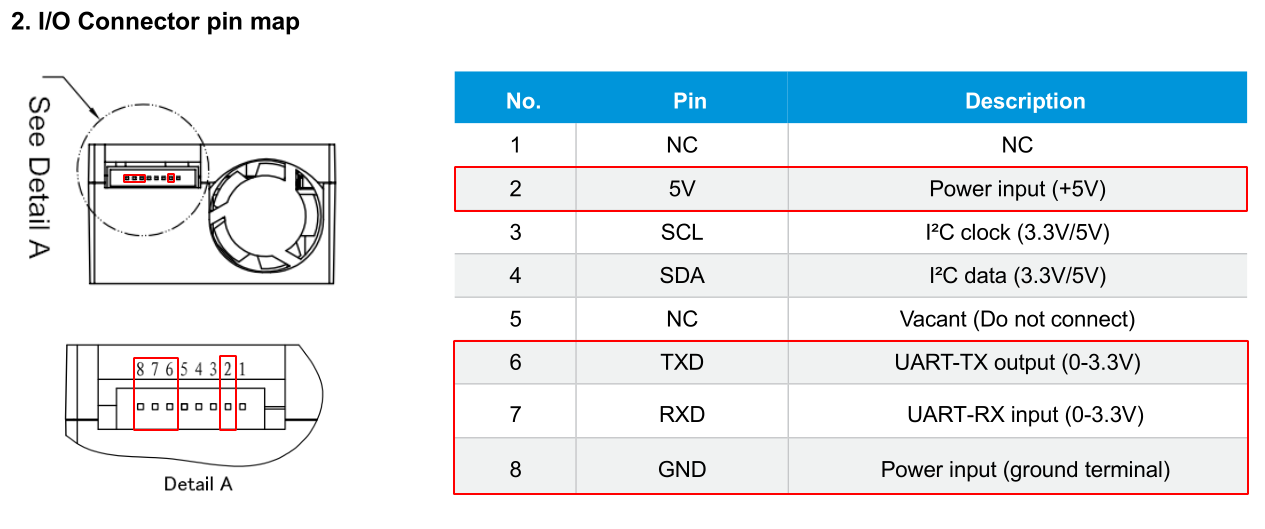 2. I/O Connector pin map
See Detail A
8 7 6 5 4 3 2 1
Detail A
No. Pin Description
1 NC NC
2 5V Power input (+5V)
3 SCL I²C clock (3.3V/5V)
4 SDA I²C data (3.3V/5V)
5 NC Vacant (Do not connect)
6 TXD UART-TX output (0-3.3V)
7 RXD UART-RX input (0-3.3V)
8 GND Power input (ground terminal)